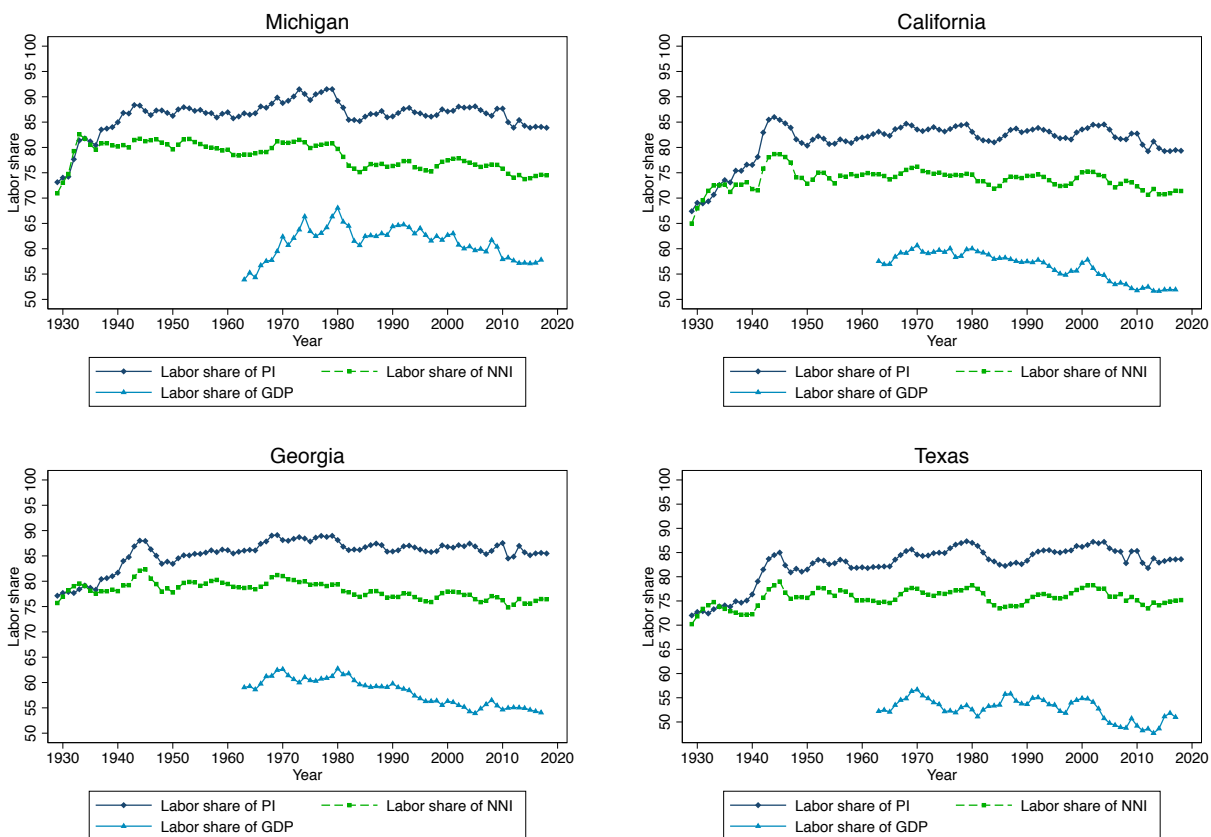 Michigan
Labor share
100
95
90
85
80
75
70
65
60
55
50
1930 1940 1950 1960 1970 1980 1990 2000 2010 2020
Year
Labor share of PI
Labor share of NNI
Labor share of GDP
California
Labor share
100
95
90
85
80
75
70
65
60
55
50
1930 1940 1950 1960 1970 1980 1990 2000 2010 2020
Year
Labor share of PI
Labor share of NNI
Labor share of GDP
Georgia
Labor share
100
95
90
85
80
75
70
65
60
55
50
1930 1940 1950 1960 1970 1980 1990 2000 2010 2020
Year
Labor share of PI
Labor share of NNI
Labor share of GDP
Texas
Labor share
100
95
90
85
80
75
70
65
60
55
50
1930 1940 1950 1960 1970 1980 1990 2000 2010 2020
Year
Labor share of PI
Labor share of NNI
Labor share of GDP